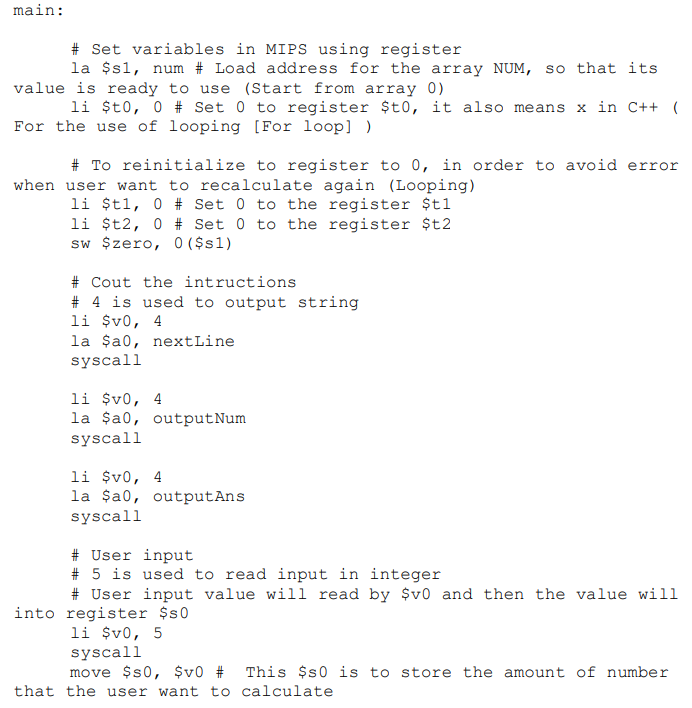 main:
# Set variables in MIPS using register
la $s1, num # Load address for the array NUM, so that its
value is ready to use (Start from array 0)
li $t0, 0 # Set 0 to register $t0, it also means x in C++ (
For the use of looping [For loop] )
# To reinitialize to register to 0, in order to avoid error
when user want to recalculate again (Looping)
li $t1, 0 # Set 0 to the register $t1
li $t2, 0 # Set 0 to the register $t2
sw $zero, 0($s1)
# Cout the intructions
# 4 is used to output string
li $v0, 4
la $a0, nextLine
syscall
li $v0, 4
la $a0, outputNum
syscall
li $v0, 4
la $a0, outputAns
syscall
# User input
# 5 is used to read input in integer
# User input value will read by $v0 and then the value will
into register $s0
li $v0, 5
syscall
move $s0, $v0 #  This $s0 is to store the amount of number
that the user want to calculate